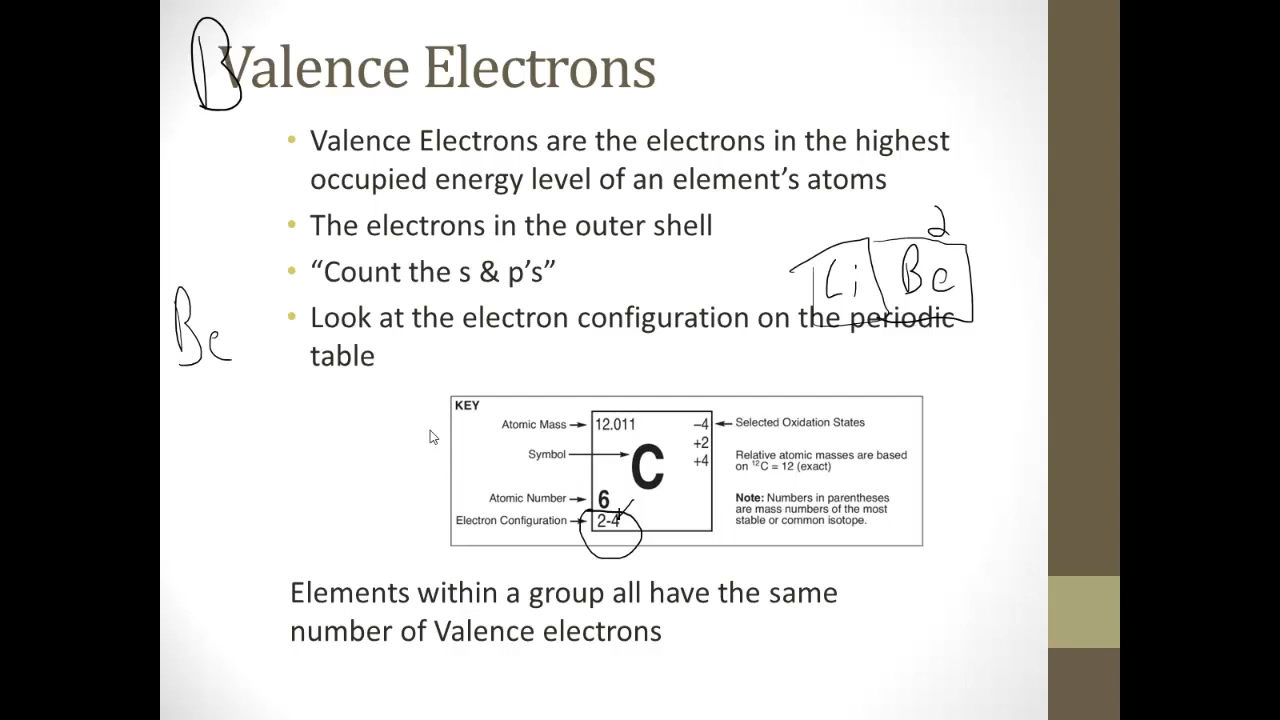 B
Valence Electrons
• Valence Electrons are the electrons in the highest
occupied energy level of an element’s atoms
• The electrons in the outer shell
2
• “Count the s & p’s”
Li Be
Be
• Look at the electron configuration on the periodic
table
KEY
Atomic Mass
12.011
–4
Selected Oxidation States
+2
+4
Symbol
C
Relative atomic masses are based
on ¹²C = 12 (exact)
Atomic Number
6
Note: Numbers in parentheses
are mass numbers of the most
stable or common isotope.
Electron Configuration
2-4
Elements within a group all have the same
number of Valence electrons